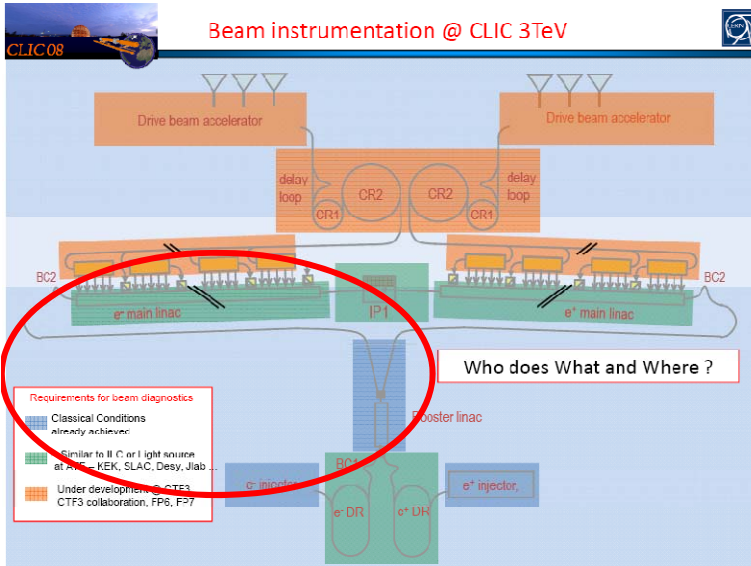 Beam instrumentation @ CLIC 3TeV
CLIC08
CERN
Drive beam accelerator
Drive beam accelerator
delay
loop
CR2
CR2
delay
loop
CR1
CR1
BC2
BC2
e- main linac
IP1
e+ main linac
Who does What and Where ?
Requirements for beam diagnostics
Classical Conditions
already achieved
Similar to ILC or Light source
at ATF – KEK, SLAC, Desy, Jlab ...
Under development @ CTF3
CTF3 collaboration, FP6, FP7
Booster linac
BC1
e- injector,
e+ injector,
e- DR
e+ DR